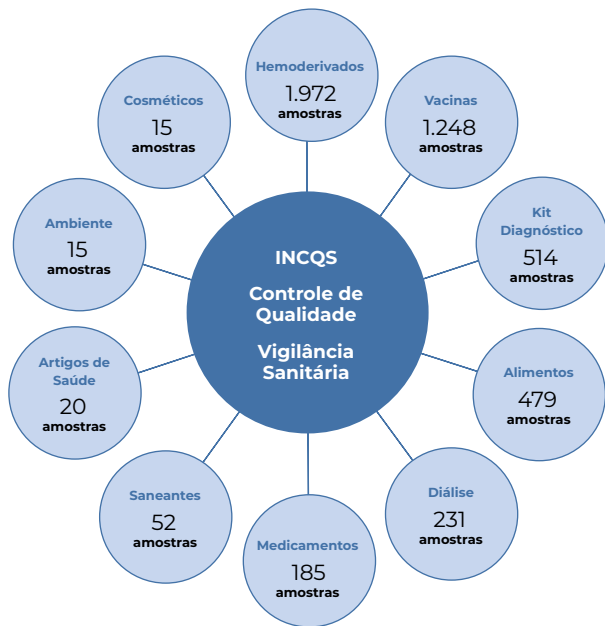 Hemoderivados
1.972
amostras
Vacinas
1.248
amostras
Kit
Diagnóstico
514
amostras
Alimentos
479
amostras
Diálise
231
amostras
Medicamentos
185
amostras
Saneantes
52
amostras
Artigos de
Saúde
20
amostras
Ambiente
15
amostras
Cosméticos
15
amostras
INCQS
Controle de
Qualidade
Vigilância
Sanitária